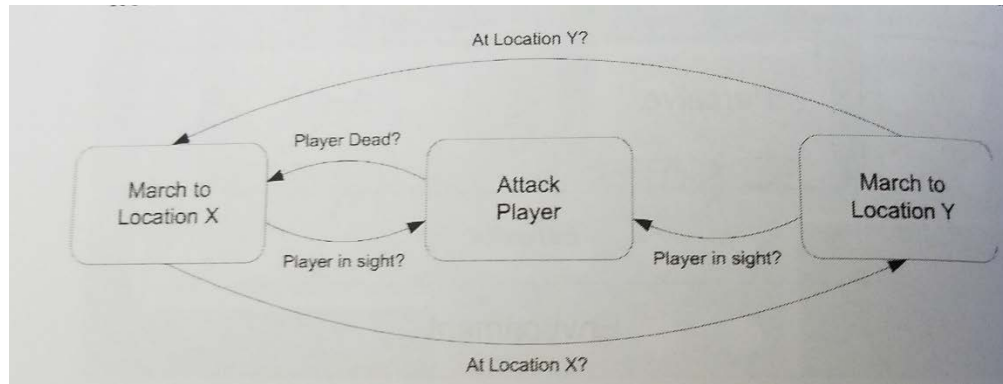 At Location Y?
Player Dead?
March to
Location X
Attack
Player
March to
Location Y
Player in sight?
Player in sight?
At Location X?